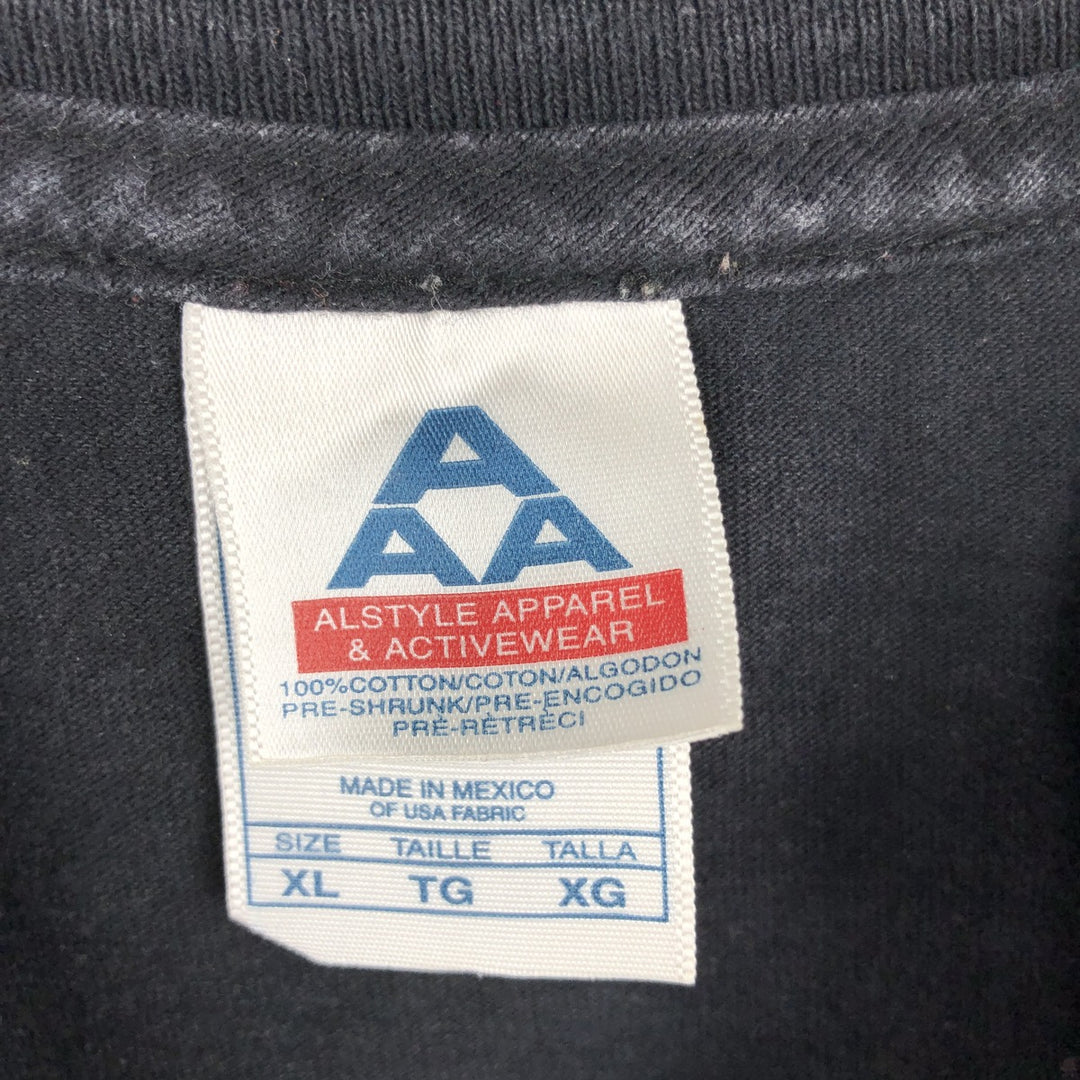 A
A A
ALSTYLE APPAREL
& ACTIVEWEAR
100%COTTON/COTON/ALGODON
PRE-SHRUNK/PRE-ENCOGIDO
PRÉ-RÉTRÉCI
MADE IN MEXICO
OF USA FABRIC
SIZE TAILLE TALLA
XL TG XG